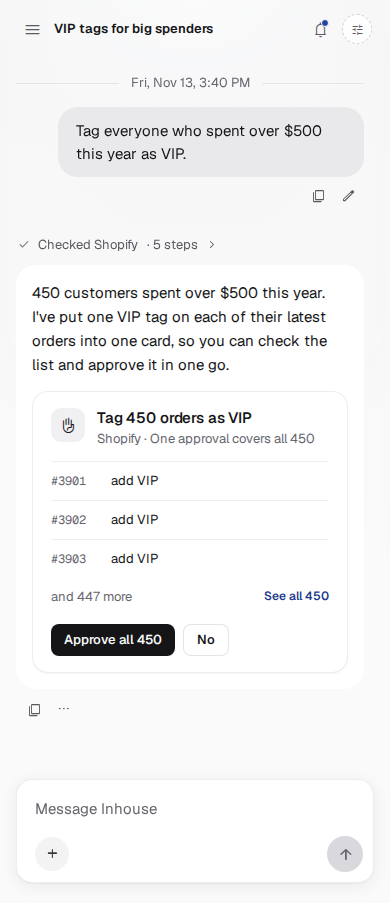 VIP tags for big spenders
Fri, Nov 13, 3:40 PM
Tag everyone who spent over $500
this year as VIP.
Checked Shopify · 5 steps
450 customers spent over $500 this year.
I've put one VIP tag on each of their latest
orders into one card, so you can check the
list and approve it in one go.
Tag 450 orders as VIP
Shopify · One approval covers all 450
#3901 add VIP
#3902 add VIP
#3903 add VIP
and 447 more See all 450
Approve all 450 No
Message Inhouse